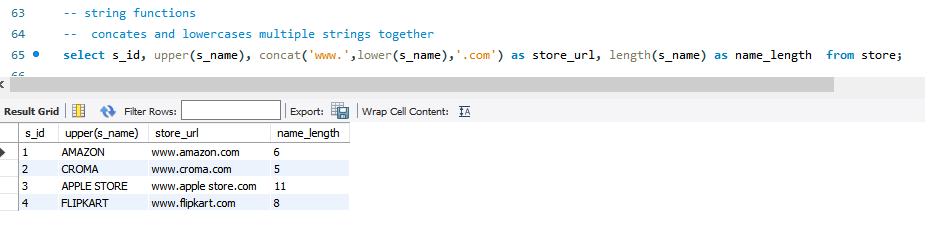 63 -- string functions
64 -- concates and lowercases multiple strings together
65 select s_id, upper(s_name), concat('www.',lower(s_name),'.com') as store_url, length(s_name) as name_length from store;
Result Grid Filter Rows: Export: Wrap Cell Content:
s_id upper(s_name) store_url name_length
1 AMAZON www.amazon.com 6
2 CROMA www.croma.com 5
3 APPLE STORE www.apple store.com 11
4 FLIPKART www.flipkart.com 8